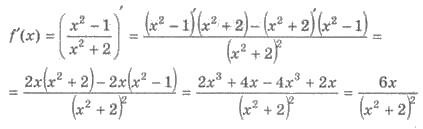 f′(x) = ((x² − 1)/(x² + 2))′ = ((x² − 1)′(x² + 2) − (x² + 2)′(x² − 1))/(x² + 2)² =
= (2x(x² + 2) − 2x(x² − 1))/(x² + 2)² = (2x³ + 4x − 4x³ + 2x)/(x² + 2)² = 6x/(x² + 2)²